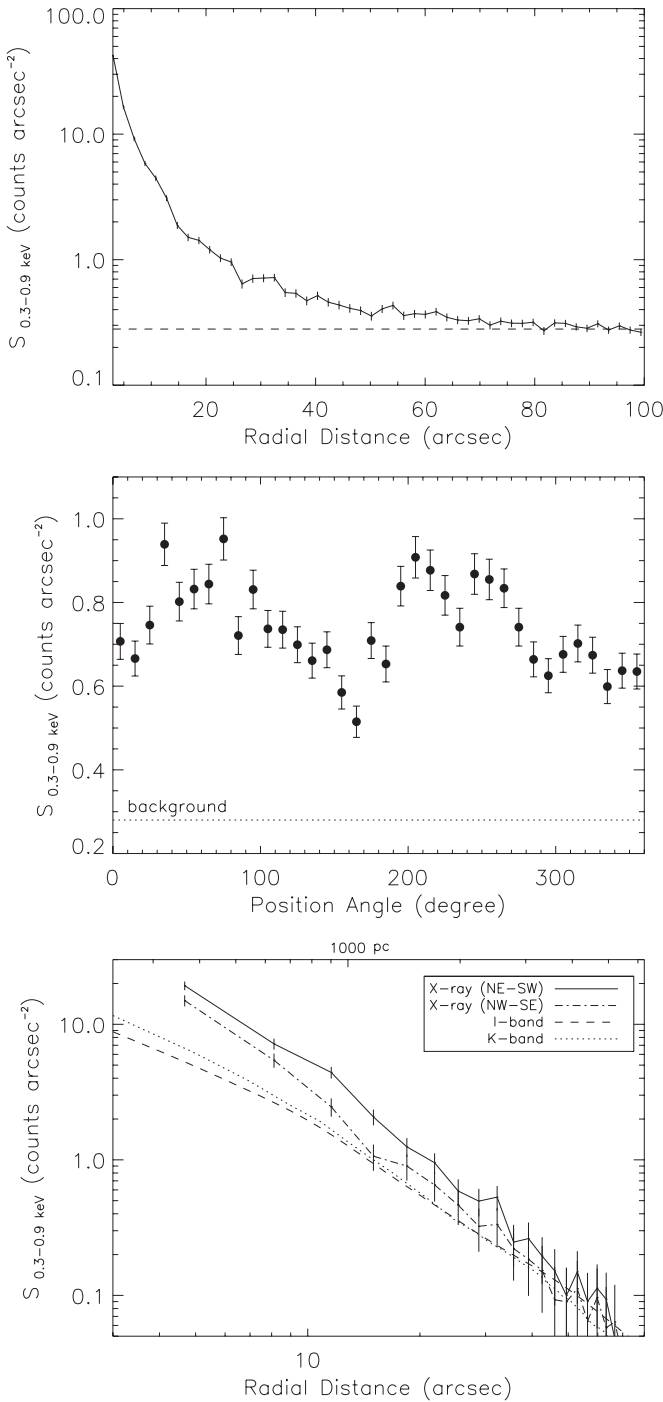 100.0
10.0
1.0
0.1
S 0.3−0.9 keV (counts arcsec−2)
20 40 60 80 100
Radial Distance (arcsec)
1.0
0.8
0.6
0.4
0.2
S 0.3−0.9 keV (counts arcsec−2)
background
0 100 200 300
Position Angle (degree)
1000 pc
10.0
1.0
0.1
S 0.3−0.9 keV (counts arcsec−2)
X−ray (NE−SW)
X−ray (NW−SE)
I−band
K−band
10
Radial Distance (arcsec)